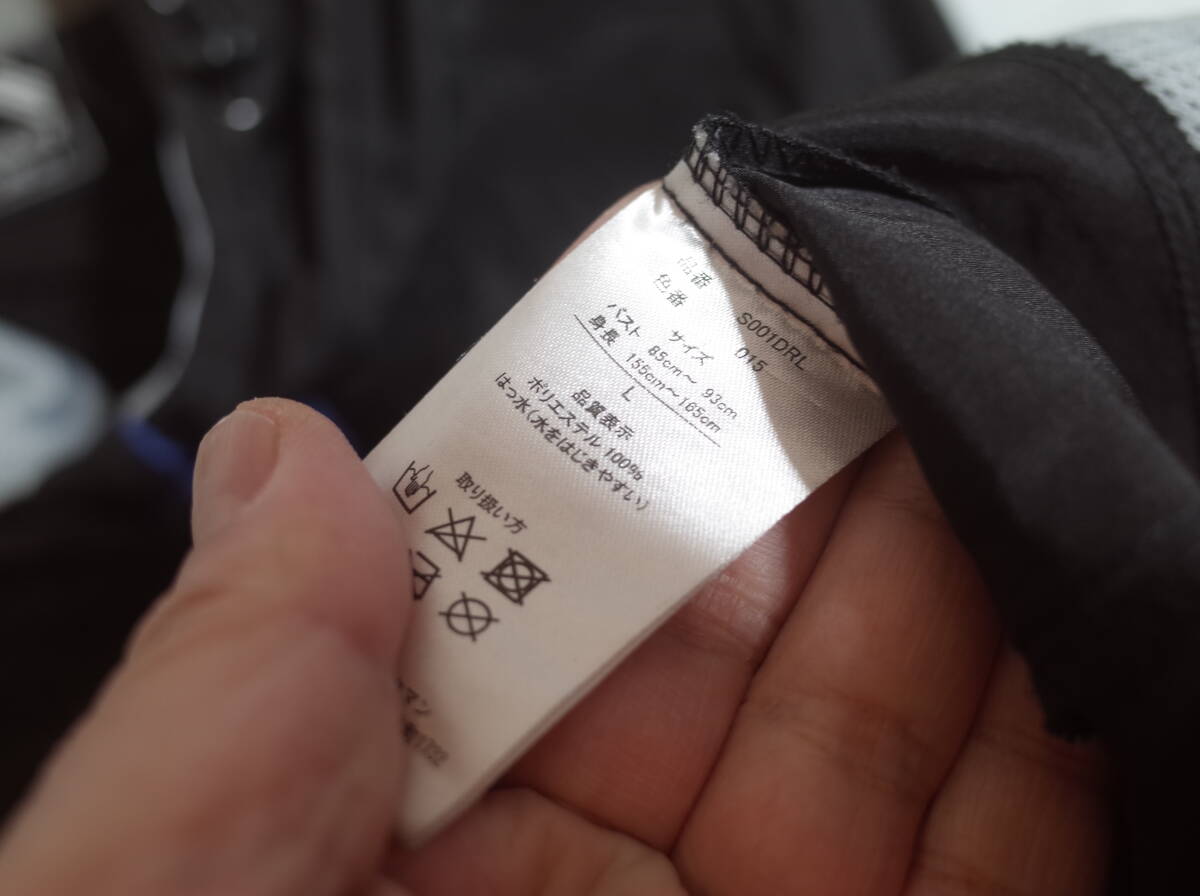 品番 S001DRL
色番 015
サイズ L
バスト 85cm～ 93cm
身長 155cm～165cm
品質表示
ポリエステル 100%
はっ水(水をはじきやすい)
取り扱い方
マン